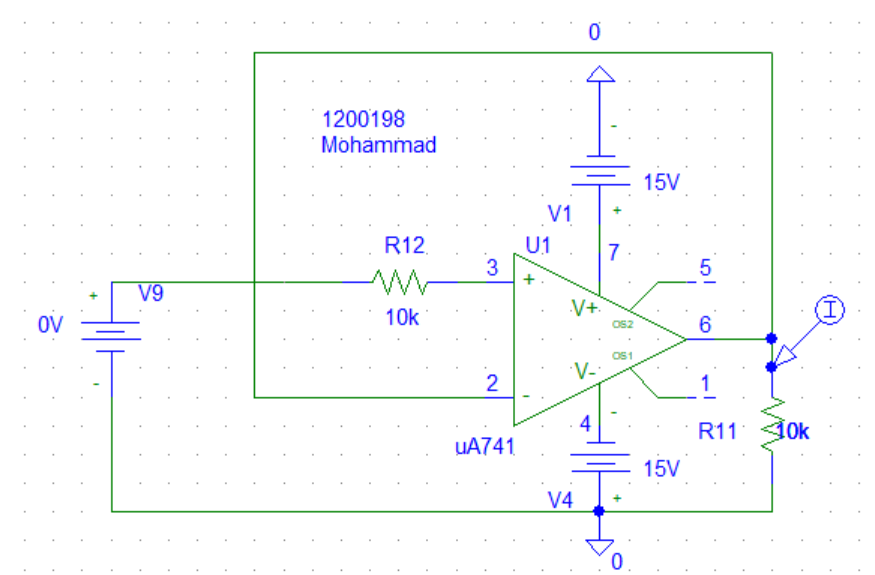 0
1200198
Mohammad
-
15V
V1
+
R12
U1
7
3
+
5
+
V9
V+
OS2
0V
10k
6
I
OS1
-
2
-
V-
1
4
-
R11
10k
uA741
15V
V4
+
0